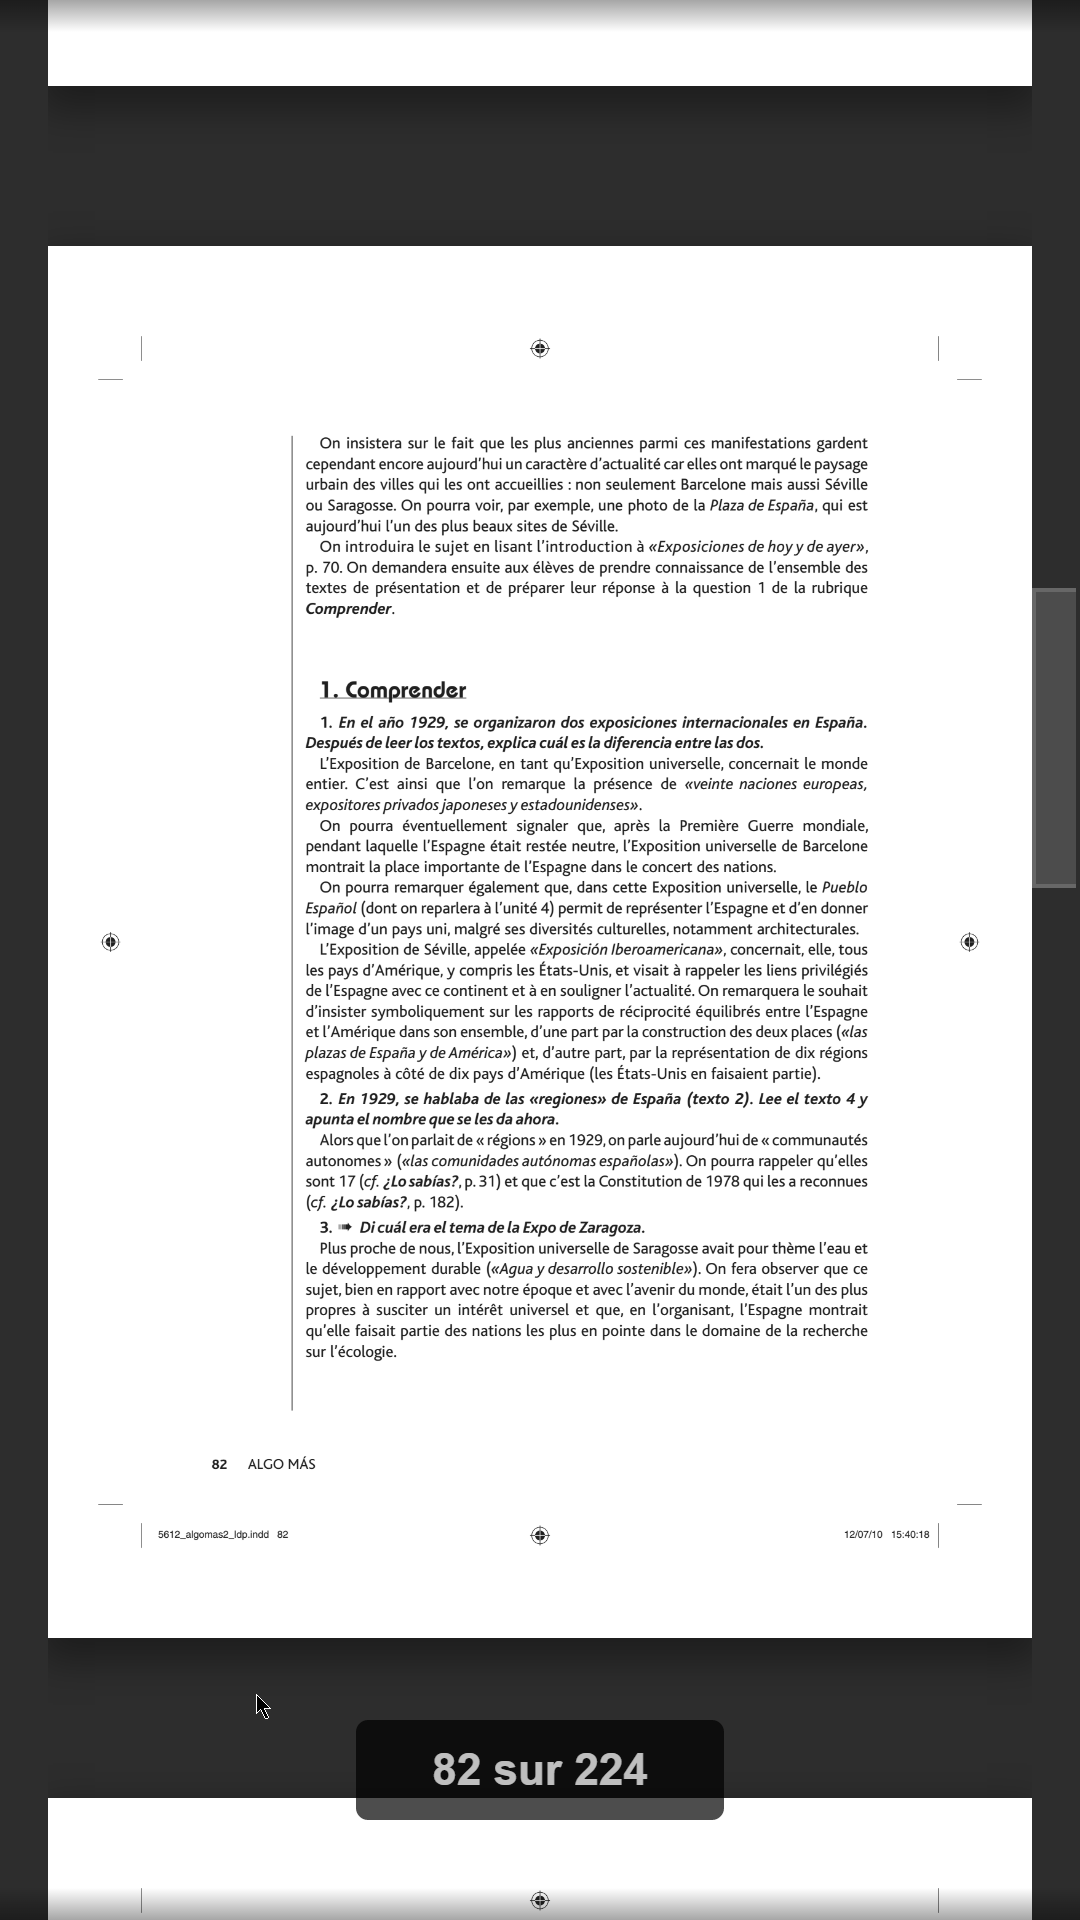 On insistera sur le fait que les plus anciennes parmi ces manifestations gardent
cependant encore aujourd'hui un caractère d'actualité car elles ont marqué le paysage
urbain des villes qui les ont accueillies : non seulement Barcelone mais aussi Séville
ou Saragosse. On pourra voir, par exemple, une photo de la Plaza de España, qui est
aujourd'hui l'un des plus beaux sites de Séville.
On introduira le sujet en lisant l'introduction à «Exposiciones de hoy y de ayer»,
p. 70. On demandera ensuite aux élèves de prendre connaissance de l'ensemble des
textes de présentation et de préparer leur réponse à la question 1 de la rubrique
Comprender.
1. Comprender
1. En el año 1929, se organizaron dos exposiciones internacionales en España.
Después de leer los textos, explica cuál es la diferencia entre las dos.
L'Exposition de Barcelone, en tant qu'Exposition universelle, concernait le monde
entier. C'est ainsi que l'on remarque la présence de «veinte naciones europeas,
expositores privados japoneses y estadounidenses».
On pourra éventuellement signaler que, après la Première Guerre mondiale,
pendant laquelle l'Espagne était restée neutre, l'Exposition universelle de Barcelone
montrait la place importante de l'Espagne dans le concert des nations.
On pourra remarquer également que, dans cette Exposition universelle, le Pueblo
Español (dont on reparlera à l'unité 4) permit de représenter l'Espagne et d'en donner
l'image d'un pays uni, malgré ses diversités culturelles, notamment architecturales.
L'Exposition de Séville, appelée «Exposición Iberoamericana», concernait, elle, tous
les pays d'Amérique, y compris les États-Unis, et visait à rappeler les liens privilégiés
de l'Espagne avec ce continent et à en souligner l'actualité. On remarquera le souhait
d'insister symboliquement sur les rapports de réciprocité équilibrés entre l'Espagne
et l'Amérique dans son ensemble, d'une part par la construction des deux places («las
plazas de España y de América») et, d'autre part, par la représentation de dix régions
espagnoles à côté de dix pays d'Amérique (les États-Unis en faisaient partie).
2. En 1929, se hablaba de las «regiones» de España (texto 2). Lee el texto 4 y
apunta el nombre que se les da ahora.
Alors que l'on parlait de « régions » en 1929, on parle aujourd'hui de « communautés
autonomes » («las comunidades autónomas españolas»). On pourra rappeler qu'elles
sont 17 (cf. ¿Lo sabías?, p. 31) et que c'est la Constitution de 1978 qui les a reconnues
(cf. ¿Lo sabías?, p. 182).
3. ➠ Di cuál era el tema de la Expo de Zaragoza.
Plus proche de nous, l'Exposition universelle de Saragosse avait pour thème l'eau et
le développement durable («Agua y desarrollo sostenible»). On fera observer que ce
sujet, bien en rapport avec notre époque et avec l'avenir du monde, était l'un des plus
propres à susciter un intérêt universel et que, en l'organisant, l'Espagne montrait
qu'elle faisait partie des nations les plus en pointe dans le domaine de la recherche
sur l'écologie.
82 ALGO MÁS
5612_algomas2_ldp.indd 82 12/07/10 15:40:18
82 sur 224